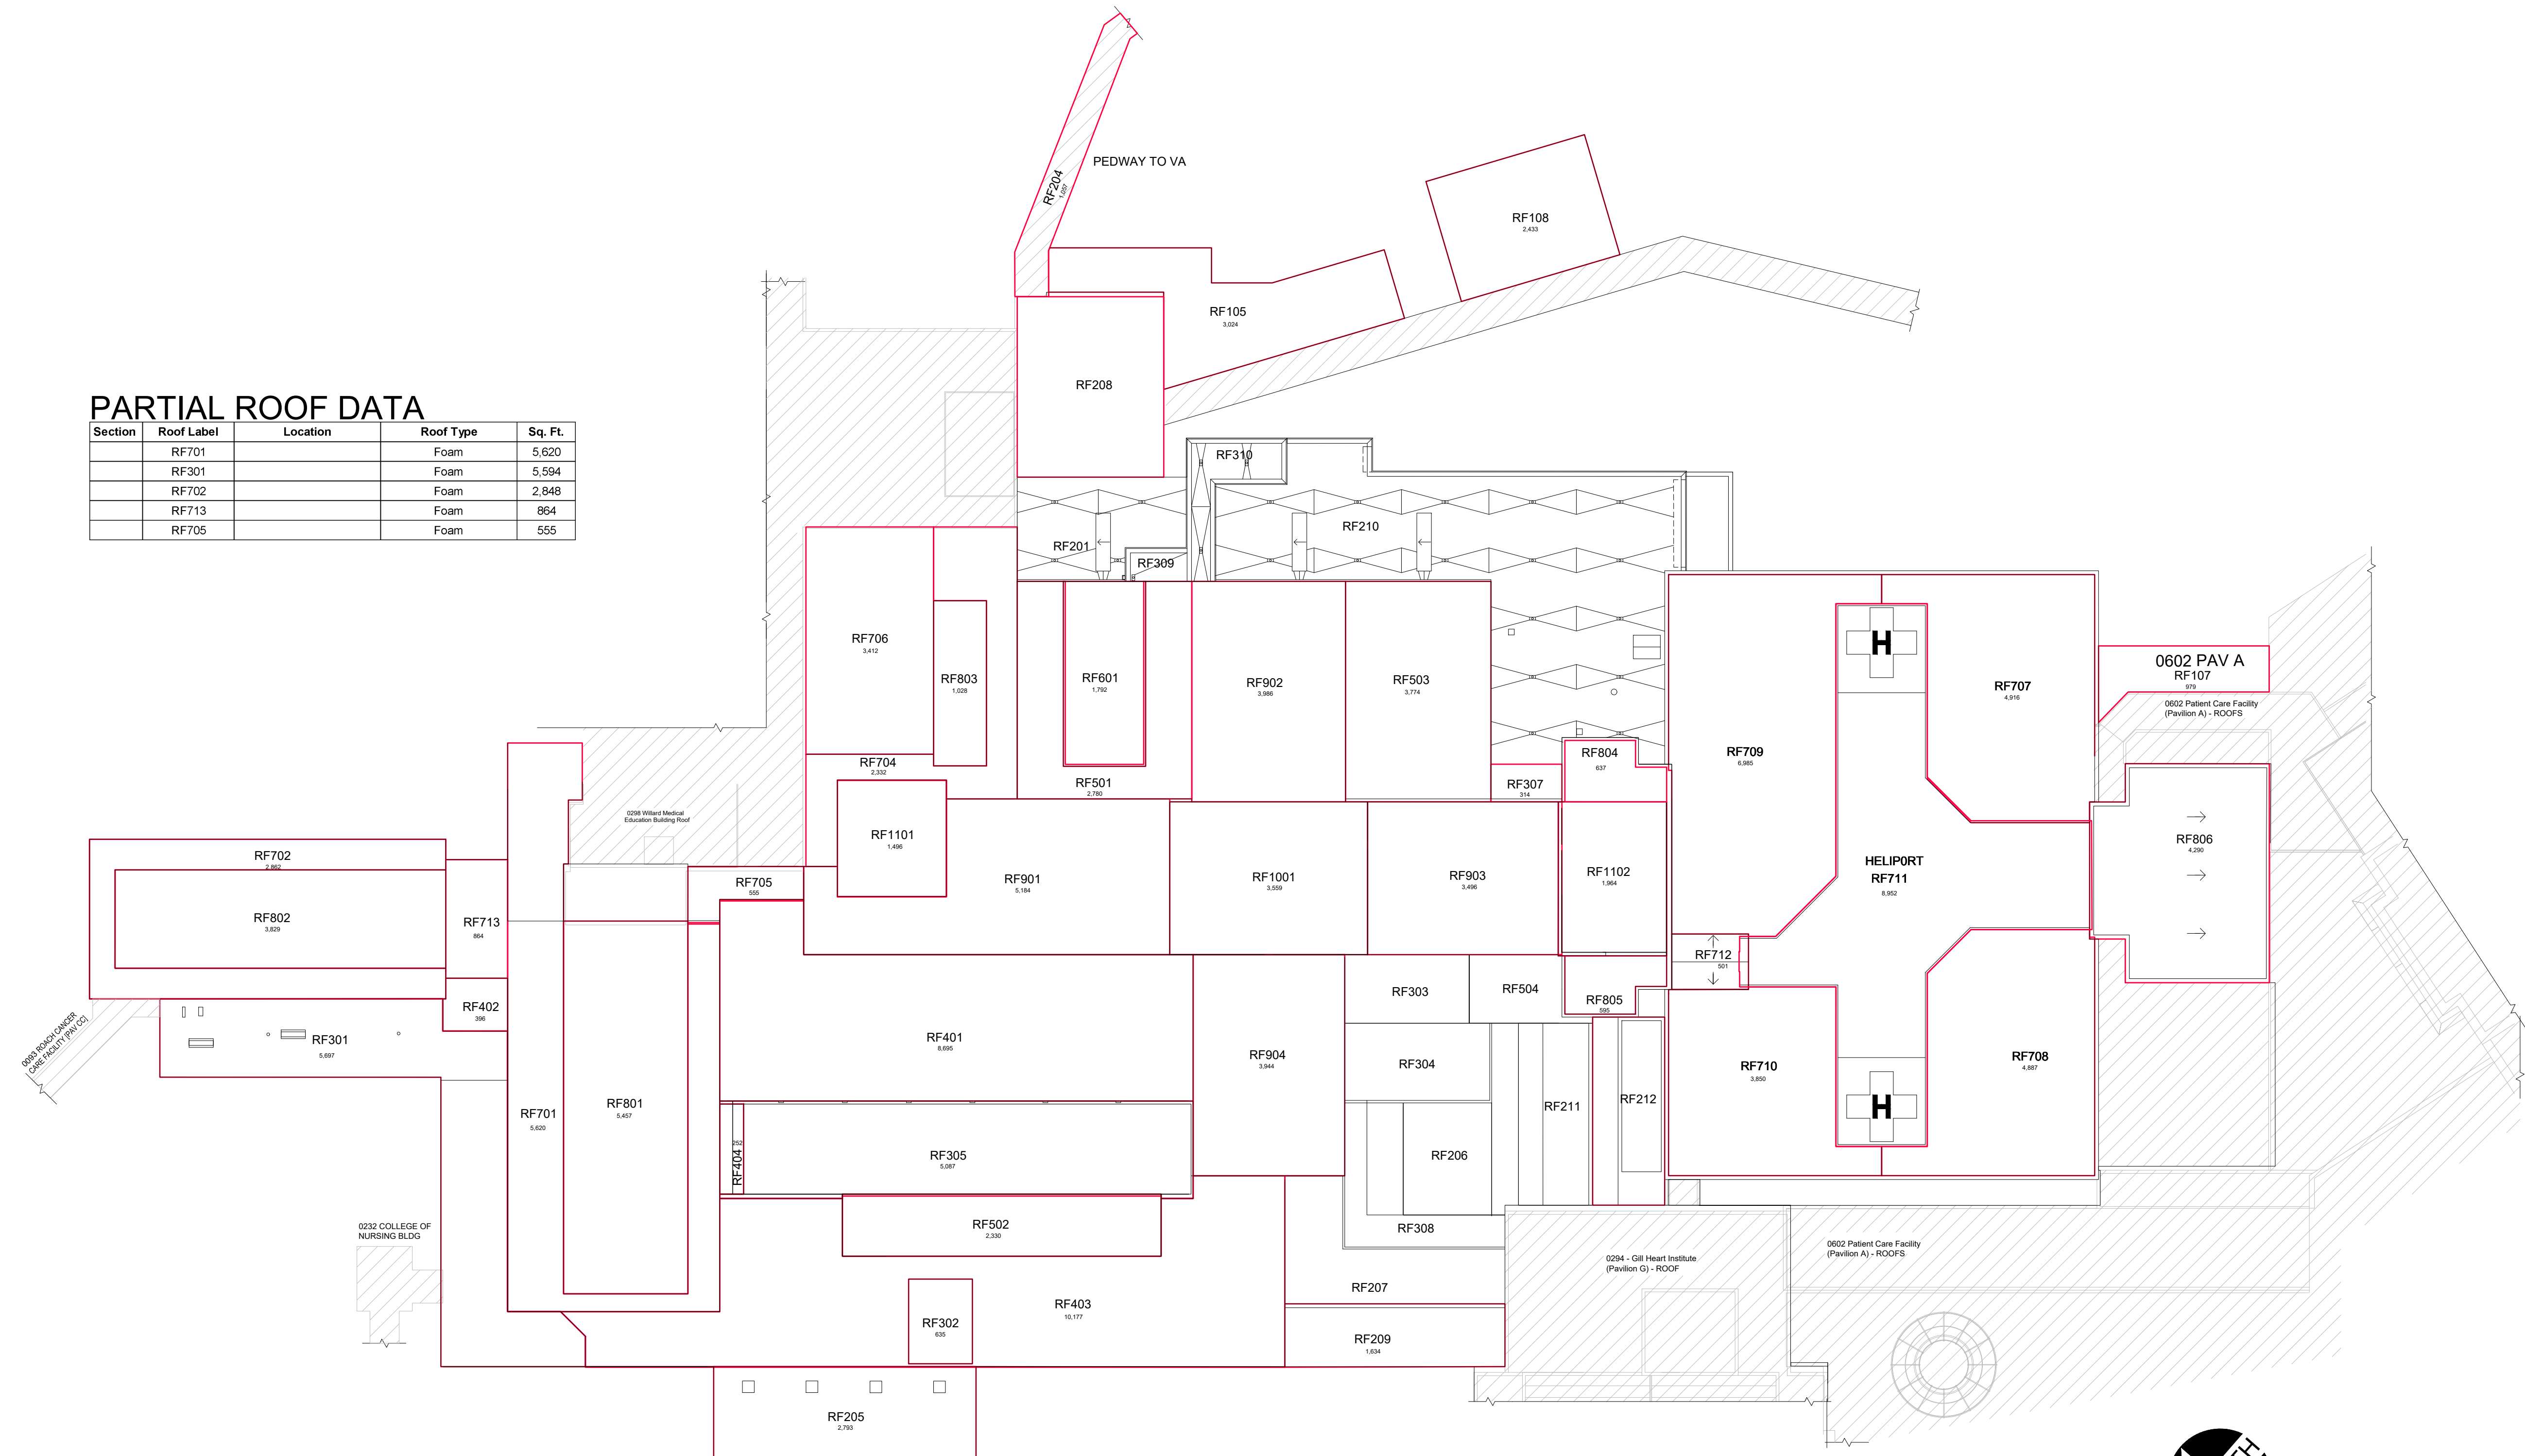 PEDWAY TO VA
RF204
1,097
RF108
2,433
RF105
3,024
RF208
PARTIAL ROOF DATA
Section Roof Label Location Roof Type Sq. Ft.
RF701 Foam 5,620
RF301 Foam 5,594
RF702 Foam 2,848
RF713 Foam 864
RF705 Foam 555
RF310
RF210
RF201
RF309
RF706
3,412
RF803
1,028
RF601
1,792
RF902
3,986
RF503
3,774
RF707
4,916
0602 PAV A
RF107
979
0602 Patient Care Facility
(Pavilion A) - ROOFS
H
RF709
6,985
RF804
637
RF704
2,332
RF501
2,780
RF307
314
0298 Willard Medical
Education Building Roof
RF1101
1,496
RF806
4,290
RF702
2,862
RF802
3,829
RF713
864
RF705
555
RF901
5,184
RF1001
3,559
RF903
3,496
RF1102
1,964
HELIP0RT
RF711
8,952
RF712
501
RF303
RF504
RF805
595
RF402
396
0093 ROACH CANCER
CARE FACILITY [PAV CC]
RF301
5,697
RF401
8,695
RF904
3,944
RF304
RF710
3,850
RF708
4,887
H
RF701
5,620
RF801
5,457
RF211
RF212
RF404
252
RF305
5,087
RF206
RF502
2,330
RF308
0232 COLLEGE OF
NURSING BLDG
0294 - Gill Heart Institute
(Pavilion G) - ROOF
0602 Patient Care Facility
(Pavilion A) - ROOFS
RF207
RF403
10,177
RF302
635
RF209
1,634
RF205
2,793